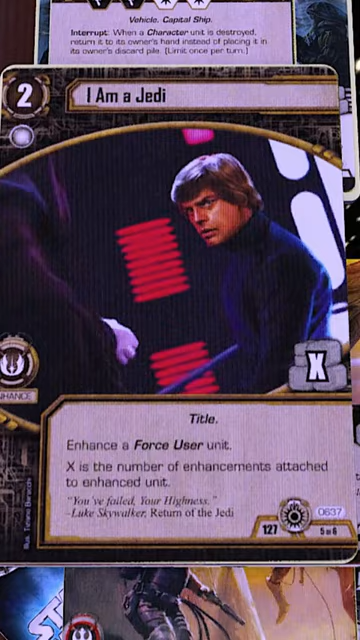 Vehicle. Capital Ship.
Interrupt: When a Character unit is destroyed,
return it to its owner's hand instead of placing it in
its owner's discard pile. (Limit once per turn.)
2
I Am a Jedi
X
NHANCE
Title.
Enhance a Force User unit.
X is the number of enhancements attached
to enhanced unit.
"You've failed, Your Highness."
-Luke Skywalker, Return of the Jedi
0637
127
5 of 6